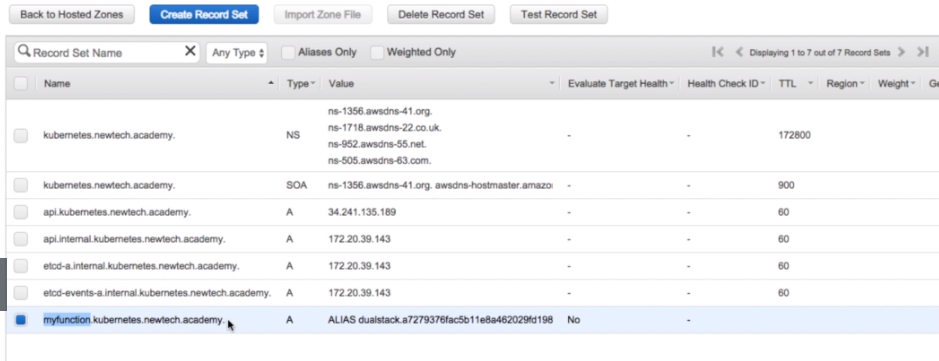 Back to Hosted Zones Create Record Set Import Zone File Delete Record Set Test Record Set
Record Set Name X Any Type Aliases Only Weighted Only Displaying 1 to 7 out of 7 Record Sets
Name Type Value Evaluate Target Health Health Check ID TTL Region Weight Ge
kubernetes.newtech.academy. NS ns-1356.awsdns-41.org. - - 172800
ns-1718.awsdns-22.co.uk.
ns-952.awsdns-55.net.
ns-505.awsdns-63.com.
kubernetes.newtech.academy. SOA ns-1356.awsdns-41.org. awsdns-hostmaster.amazo - - 900
api.kubernetes.newtech.academy. A 34.241.135.189 - - 60
api.internal.kubernetes.newtech.academy. A 172.20.39.143 - - 60
etcd-a.internal.kubernetes.newtech.academy. A 172.20.39.143 - - 60
etcd-events-a.internal.kubernetes.newtech.academy. A 172.20.39.143 - - 60
myfunction.kubernetes.newtech.academy. A ALIAS dualstack.a7279376fac5b11e8a462029fd198 No -